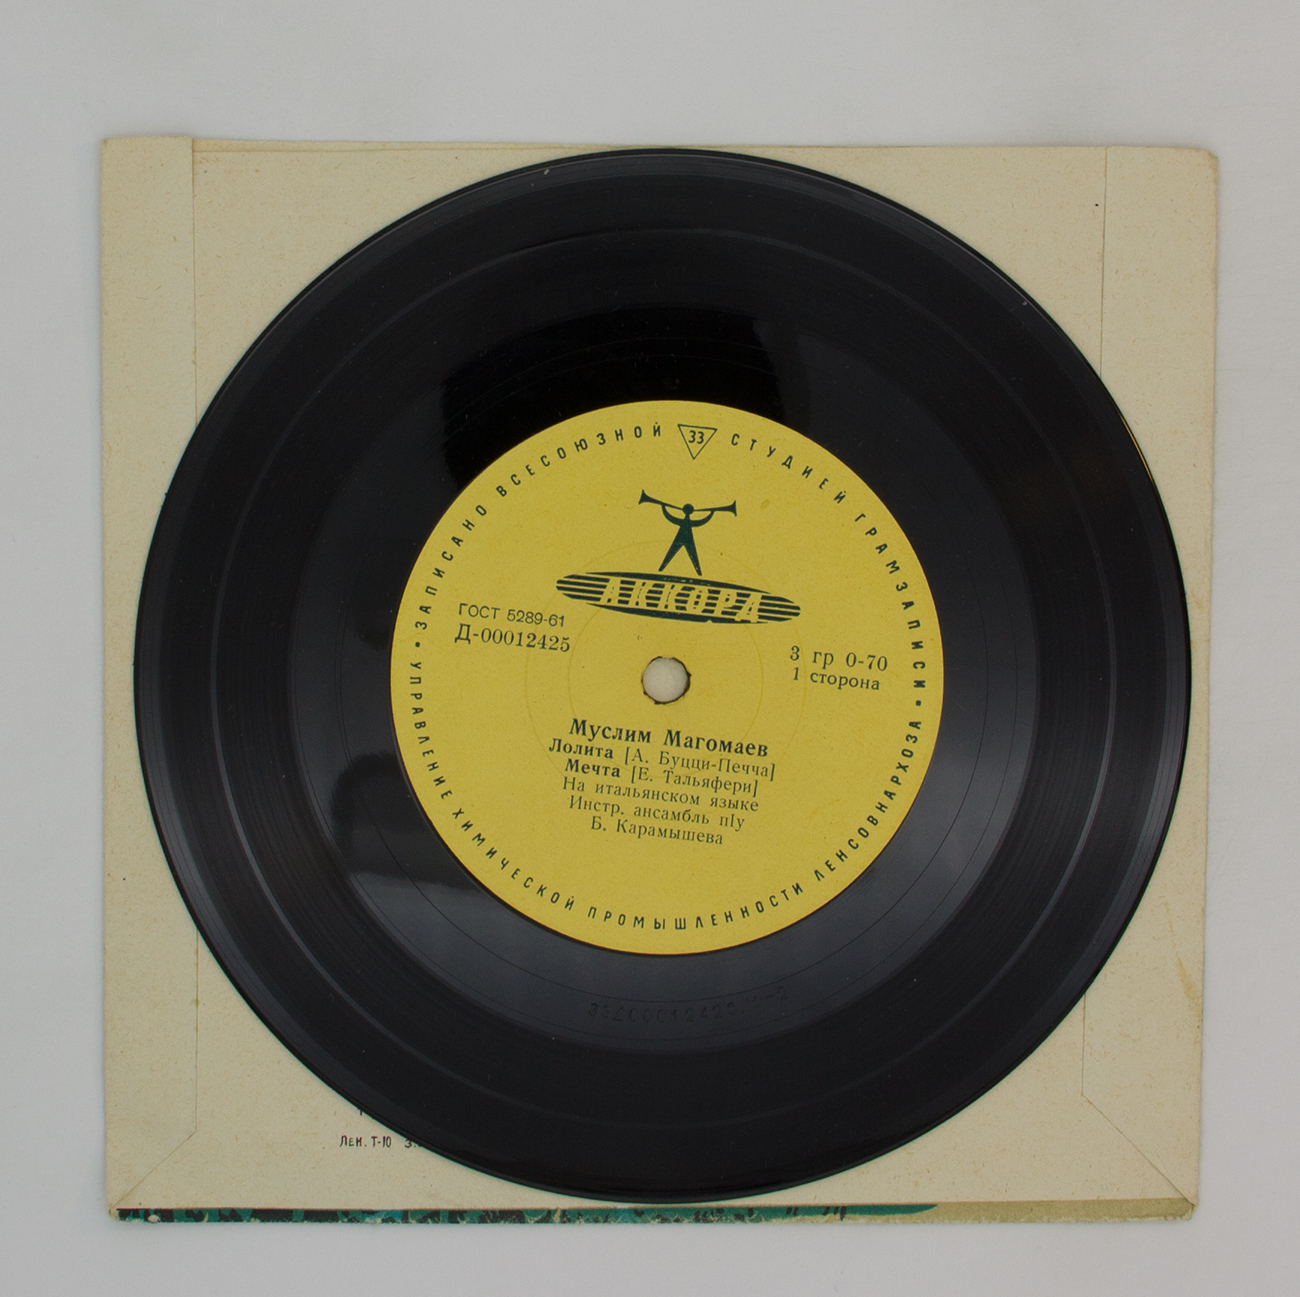 ЗАПИСАНО ВСЕСОЮЗНОЙ 33 СТУДИЕЙ ГРАМЗАПИСИ
АККОРД
ГОСТ 5289-61
Д-00012425
3 гр 0-70
1 сторона
Муслим Магомаев
Лолита [А. Буцци-Печча]
Мечта [Е. Тальяфери]
На итальянском языке
Инстр. ансамбль п/у
Б. Карамышева
• УПРАВЛЕНИЕ ХИМИЧЕСКОЙ ПРОМЫШЛЕННОСТИ ЛЕНСОВНАРХОЗА •
Лен. Т-10 З.